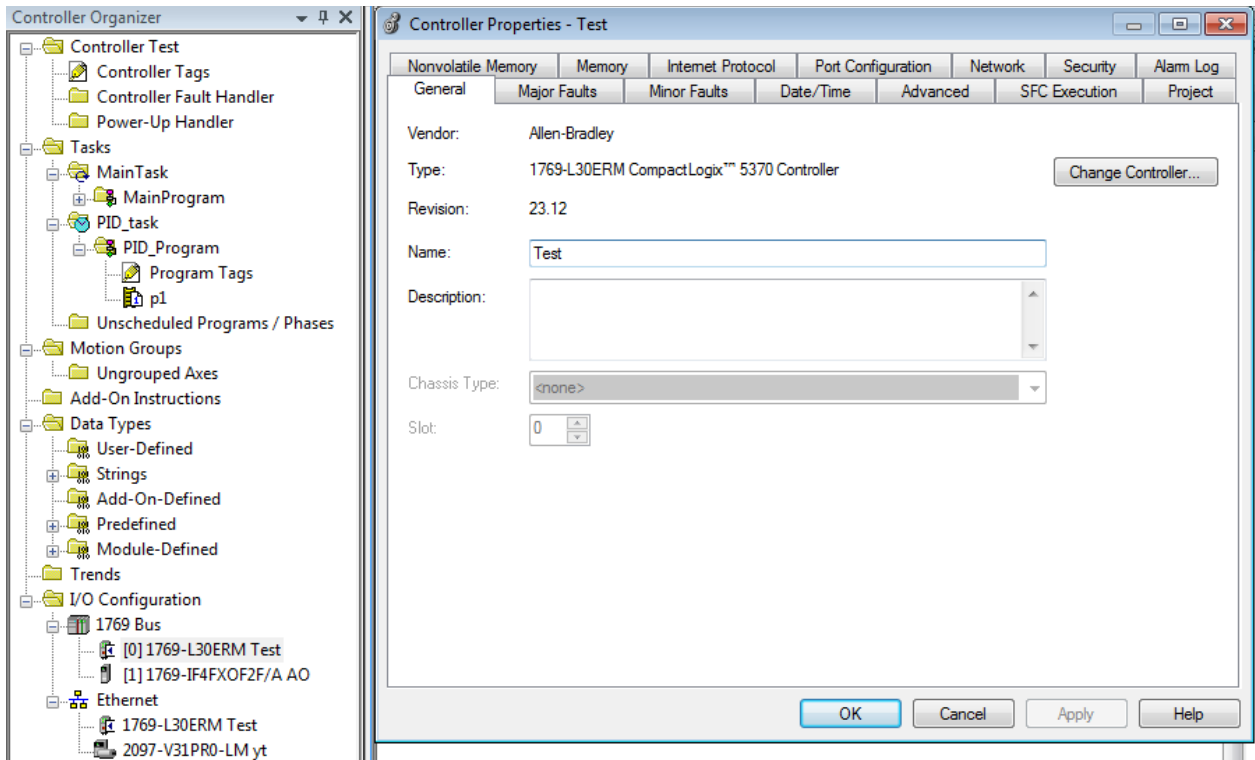 Controller Organizer
Controller Test
Controller Tags
Controller Fault Handler
Power-Up Handler
Tasks
MainTask
MainProgram
PID_task
PID_Program
Program Tags
p1
Unscheduled Programs / Phases
Motion Groups
Ungrouped Axes
Add-On Instructions
Data Types
User-Defined
Strings
Add-On-Defined
Predefined
Module-Defined
Trends
I/O Configuration
1769 Bus
[0] 1769-L30ERM Test
[1] 1769-IF4FXOF2F/A AO
Ethernet
1769-L30ERM Test
2097-V31PR0-LM yt
Controller Properties - Test
Nonvolatile Memory Memory Internet Protocol Port Configuration Network Security Alarm Log
General Major Faults Minor Faults Date/Time Advanced SFC Execution Project
Vendor: Allen-Bradley
Type: 1769-L30ERM CompactLogix™ 5370 Controller Change Controller...
Revision: 23.12
Name: Test
Description:
Chassis Type: <none>
Slot: 0
OK Cancel Apply Help